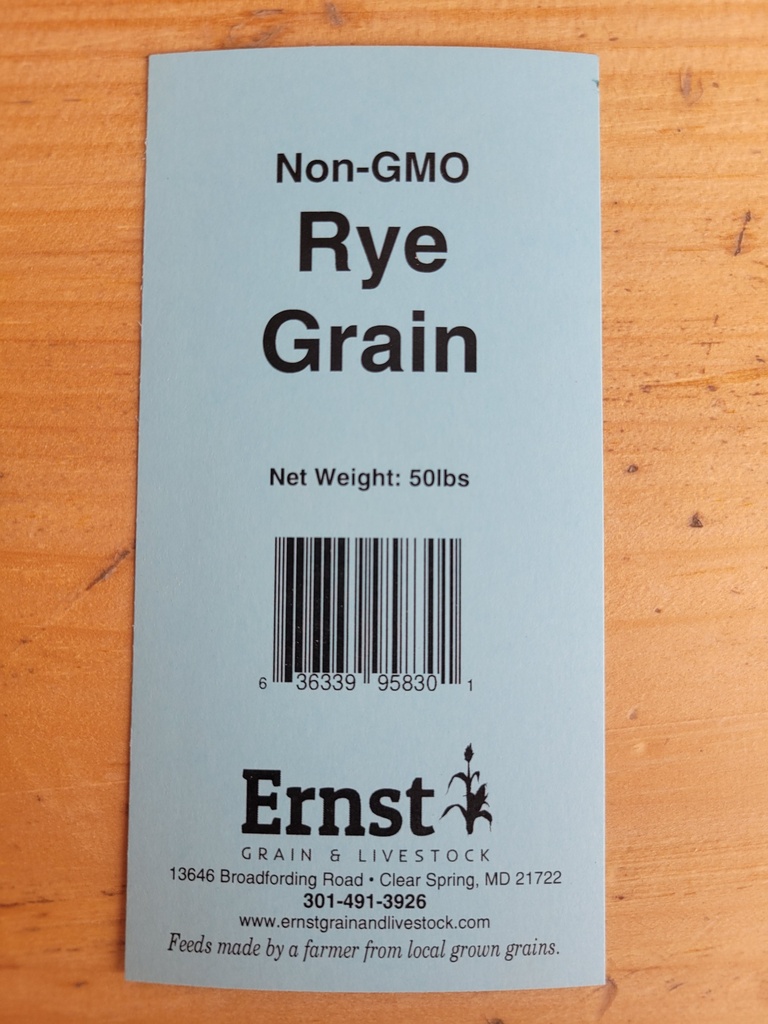 Non-GMO
Rye
Grain
Net Weight: 50lbs
6 36339 95830 1
Ernst
GRAIN & LIVESTOCK
13646 Broadfording Road • Clear Spring, MD 21722
301-491-3926
www.ernstgrainandlivestock.com
Feeds made by a farmer from local grown grains.